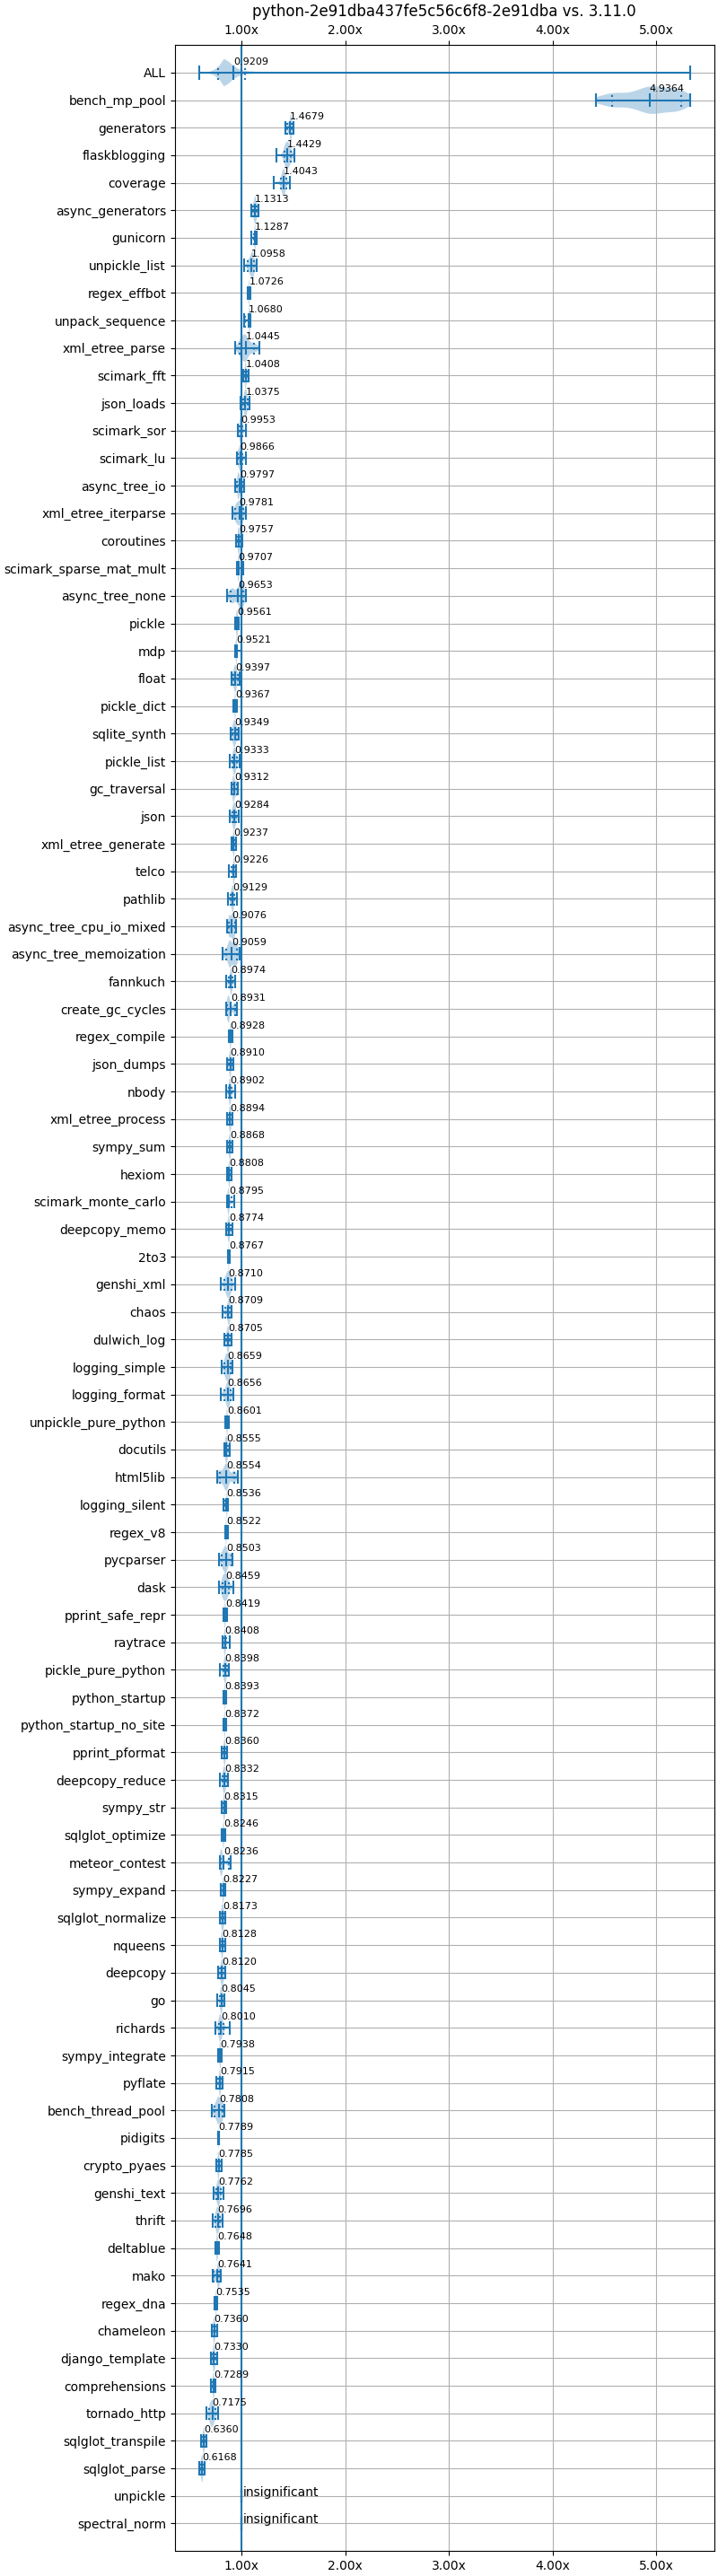 python-2e91dba437fe5c56c6f8-2e91dba vs. 3.11.0
1.00x 2.00x 3.00x 4.00x 5.00x
ALL 0.9209
bench_mp_pool 4.9364
generators 1.4679
flaskblogging 1.4429
coverage 1.4043
async_generators 1.1313
gunicorn 1.1287
unpickle_list 1.0958
regex_effbot 1.0726
unpack_sequence 1.0680
xml_etree_parse 1.0445
scimark_fft 1.0408
json_loads 1.0375
scimark_sor 0.9953
scimark_lu 0.9866
async_tree_io 0.9797
xml_etree_iterparse 0.9781
coroutines 0.9757
scimark_sparse_mat_mult 0.9707
async_tree_none 0.9653
pickle 0.9561
mdp 0.9521
float 0.9397
pickle_dict 0.9367
sqlite_synth 0.9349
pickle_list 0.9333
gc_traversal 0.9312
json 0.9284
xml_etree_generate 0.9237
telco 0.9226
pathlib 0.9129
async_tree_cpu_io_mixed 0.9076
async_tree_memoization 0.9059
fannkuch 0.8974
create_gc_cycles 0.8931
regex_compile 0.8928
json_dumps 0.8910
nbody 0.8902
xml_etree_process 0.8894
sympy_sum 0.8868
hexiom 0.8808
scimark_monte_carlo 0.8795
deepcopy_memo 0.8774
2to3 0.8767
genshi_xml 0.8710
chaos 0.8709
dulwich_log 0.8705
logging_simple 0.8659
logging_format 0.8656
unpickle_pure_python 0.8601
docutils 0.8555
html5lib 0.8554
logging_silent 0.8536
regex_v8 0.8522
pycparser 0.8503
dask 0.8459
pprint_safe_repr 0.8419
raytrace 0.8408
pickle_pure_python 0.8398
python_startup 0.8393
python_startup_no_site 0.8372
pprint_pformat 0.8360
deepcopy_reduce 0.8332
sympy_str 0.8315
sqlglot_optimize 0.8246
meteor_contest 0.8236
sympy_expand 0.8227
sqlglot_normalize 0.8173
nqueens 0.8128
deepcopy 0.8120
go 0.8045
richards 0.8010
sympy_integrate 0.7938
pyflate 0.7915
bench_thread_pool 0.7808
pidigits 0.7789
crypto_pyaes 0.7785
genshi_text 0.7762
thrift 0.7696
deltablue 0.7648
mako 0.7641
regex_dna 0.7535
chameleon 0.7360
django_template 0.7330
comprehensions 0.7289
tornado_http 0.7175
sqlglot_transpile 0.6360
sqlglot_parse 0.6168
unpickle insignificant
spectral_norm insignificant
1.00x 2.00x 3.00x 4.00x 5.00x